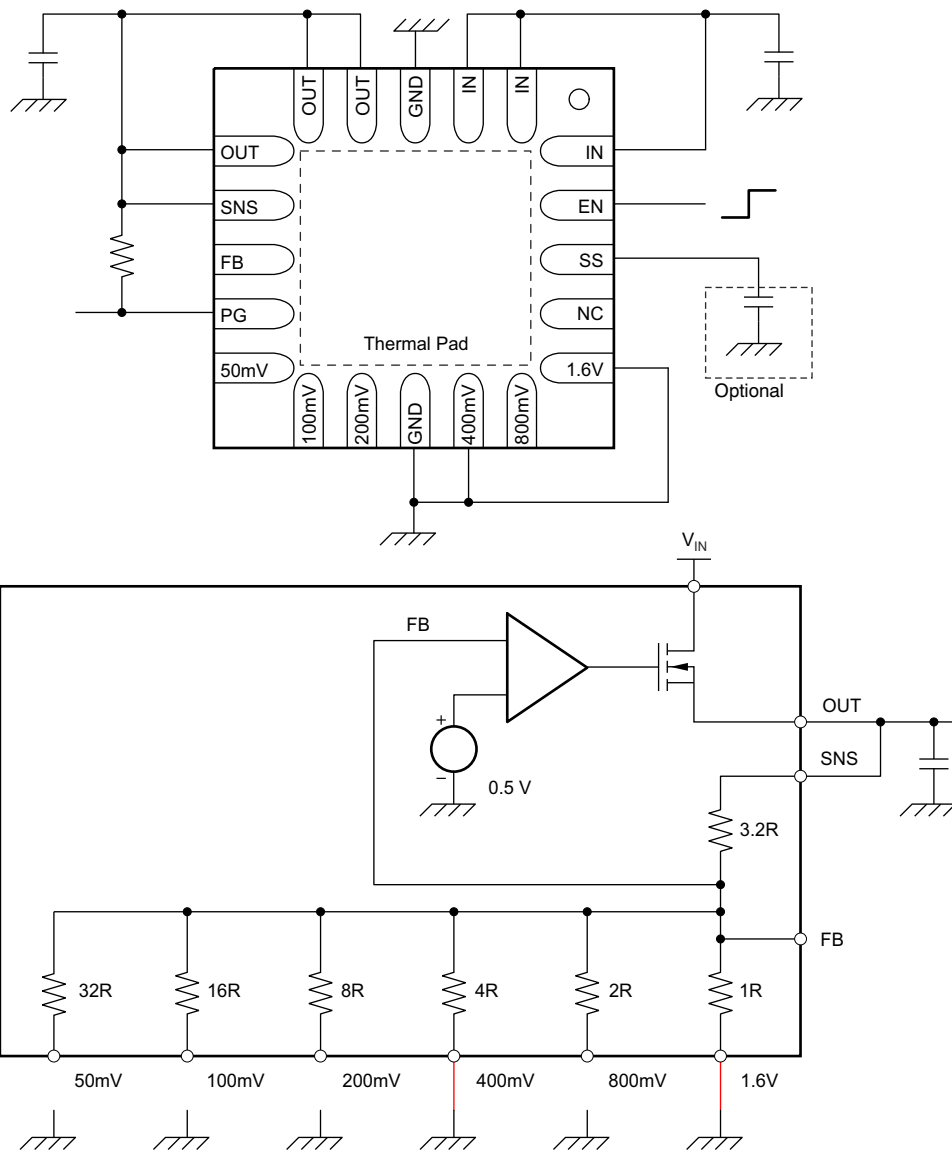 OUT
OUT
GND
IN
IN
OUT
IN
SNS
EN
FB
SS
PG
NC
Thermal Pad
50mV
1.6V
100mV
200mV
GND
400mV
800mV
Optional
VIN
FB
OUT
+
SNS
−
0.5 V
3.2R
FB
32R
16R
8R
4R
2R
1R
50mV
100mV
200mV
400mV
800mV
1.6V